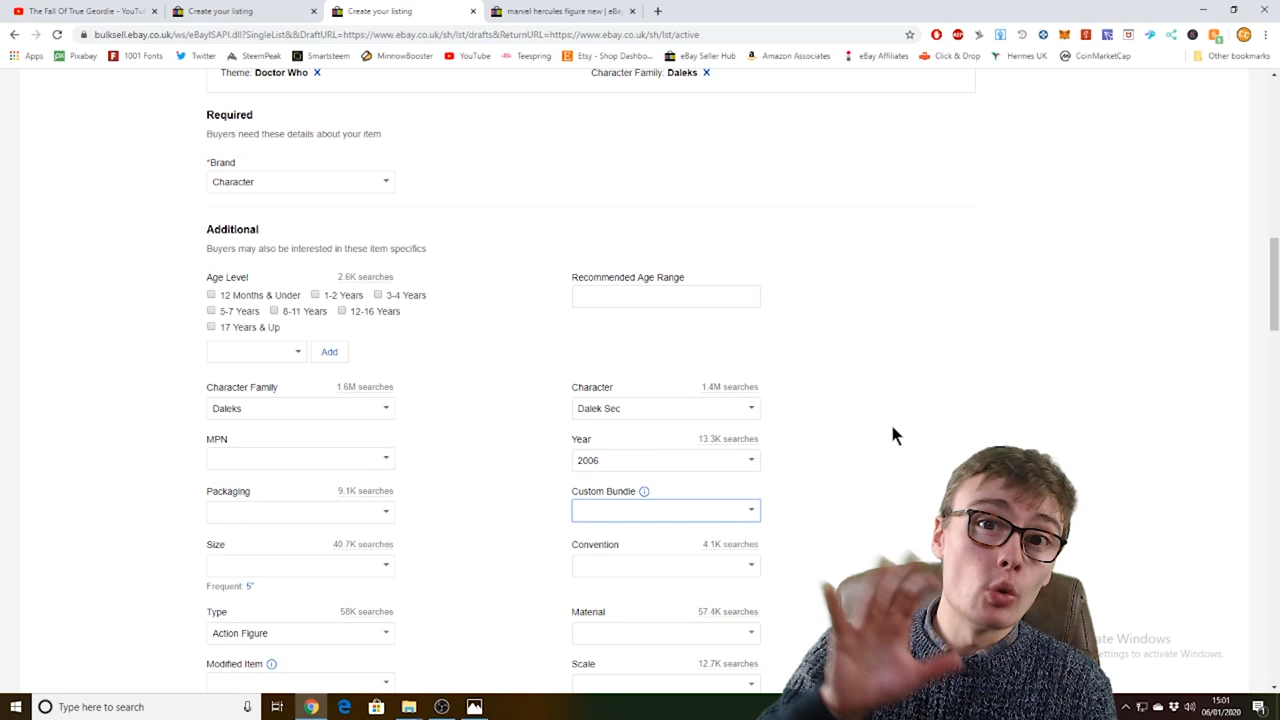 The Fall Of True Geordie - YouT
Create your listing
Create your listing
marvel hercules figure new | eBa
bulksell.ebay.co.uk/ws/eBayISAPI.dll?SingleList&&DraftURL=https://www.ebay.co.uk/sh/lst/drafts&ReturnURL=https://www.ebay.co.uk/sh/lst/active
Apps
Pixabay
1001 Fonts
Twitter
SteemPeak
Smartsteem
MinnowBooster
YouTube
Teespring
Etsy - Shop Dashbo...
eBay Seller Hub
Amazon Associates
eBay Affiliates
Click & Drop
Hermes UK
CoinMarketCap
Other bookmarks
Theme: Doctor Who X
Character Family: Daleks X
Required
Buyers need these details about your item
*Brand
Character
Additional
Buyers may also be interested in these item specifics
Age Level 2.6K searches
Recommended Age Range
12 Months & Under 1-2 Years 3-4 Years
5-7 Years 8-11 Years 12-16 Years
17 Years & Up
Add
Character Family 1.6M searches
Character 1.4M searches
Daleks
Dalek Sec
MPN
Year 13.3K searches
2006
Packaging 9.1K searches
Custom Bundle
Size 40.7K searches
Convention 4.1K searches
Frequent: 5"
Type 58K searches
Material 57.4K searches
Action Figure
Modified Item
Scale 12.7K searches
ate Windows
ettings to activate Windows.
Type here to search
15:01
06/01/2020